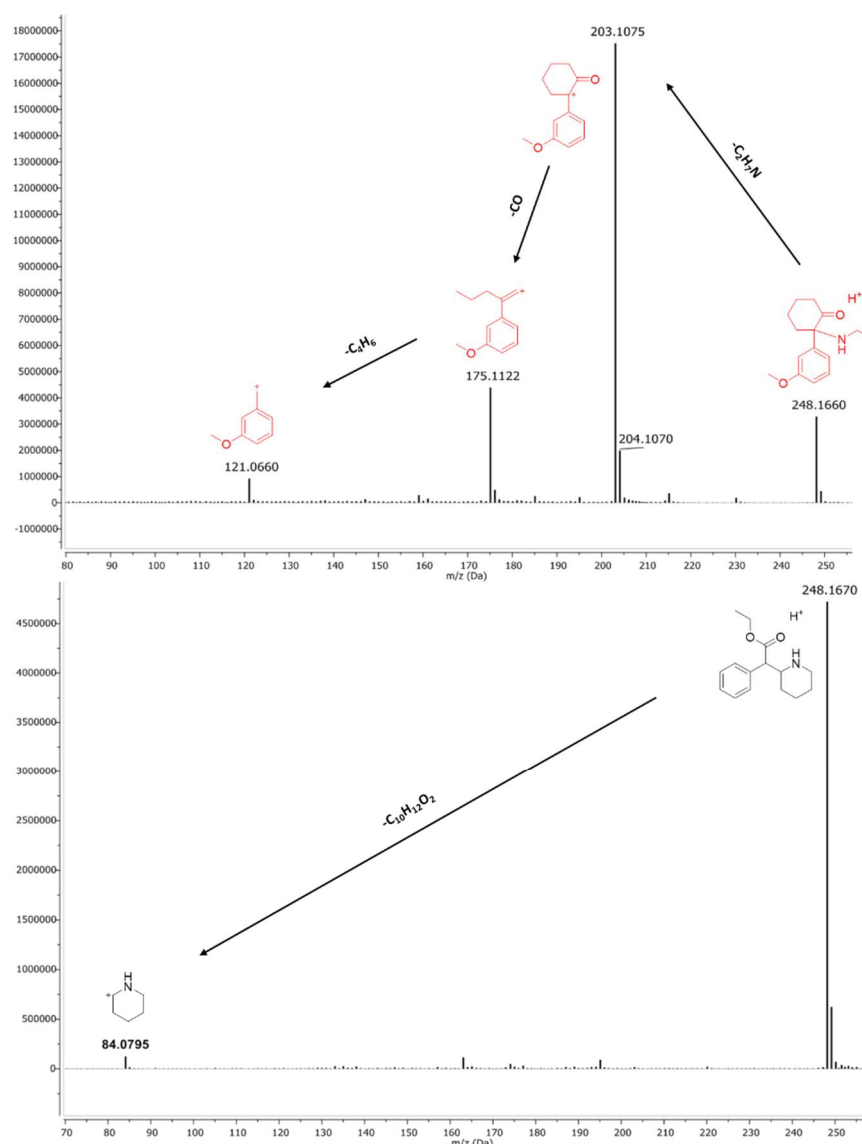 18000000
17000000
16000000
15000000
14000000
13000000
12000000
11000000
10000000
9000000
8000000
7000000
6000000
5000000
4000000
3000000
2000000
1000000
0
-1000000
203.1075
O
+
O
-CO
-C₂H₇N
+
O
-C₄H₆
H⁺
O
N
H
O
+
O
175.1122
248.1660
121.0660
204.1070
80 90 100 110 120 130 140 150 160 170 180 190 200 210 220 230 240 250
m/z (Da)
4500000
4000000
3500000
3000000
2500000
2000000
1500000
1000000
500000
0
248.1670
H⁺
O
O
H
N
-C₁₀H₁₂O₂
H
N
+
84.0795
70 80 90 100 110 120 130 140 150 160 170 180 190 200 210 220 230 240 250
m/z (Da)